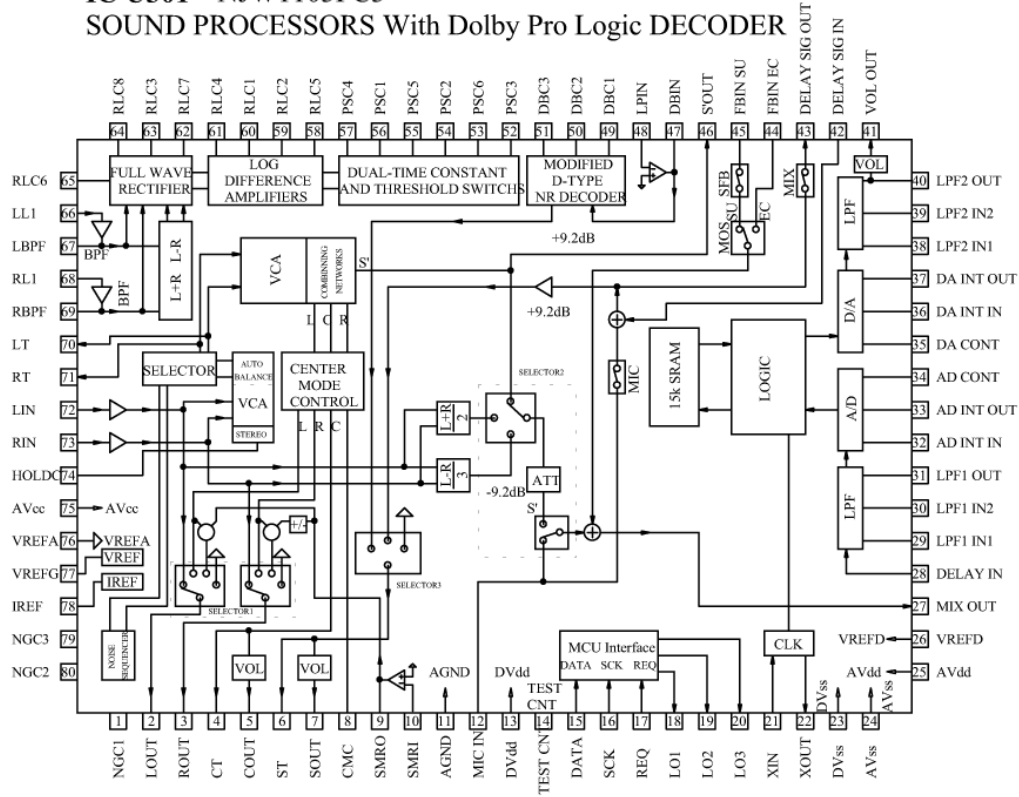 SOUND PROCESSORS With Dolby Pro Logic DECODER
RLC8
RLC3
RLC7
RLC4
RLC1
RLC2
RLC5
PSC4
PSC1
PSC5
PSC2
PSC6
PSC3
DBC3
DBC2
DBC1
LPIN
DBIN
S'OUT
FBIN SU
FBIN EC
DELAY SIG OUT
DELAY SIG IN
VOL OUT
64
63
62
61
60
59
58
57
56
55
54
53
52
51
50
49
48
47
46
45
44
43
42
41
RLC6
65
LL1
66
LBPF
67
RL1
68
RBPF
69
LT
70
RT
71
LIN
72
RIN
73
HOLDC
74
AVcc
75
VREFA
76
VREFG
77
IREF
78
NGC3
79
NGC2
80
FULL WAVE
RECTIFIER
LOG
DIFFERENCE
AMPLIFIERS
DUAL-TIME CONSTANT
AND THRESHOLD SWITCHS
MODIFIED
D-TYPE
NR DECODER
SFB
MIX
VOL
+9.2dB
MOS
SU
EC
BPF
BPF
L+R L-R
VCA
COMBINNING
NETWORKS
S'
+9.2dB
L C R
SELECTOR
AUTO
BALANCE
VCA
STEREO
CENTER
MODE
CONTROL
L R C
MIC
15k SRAM
LOGIC
LPF
D/A
A/D
LPF
SELECTOR2
L+R
2
L-R
3
ATT
-9.2dB
S'
AVcc
VREFA
VREF
IREF
+/-
SELECTOR1
SELECTOR3
NOISE
SEQUENCER
VOL
VOL
AGND
DVdd
TEST
CNT
MCU Interface
DATA SCK REQ
CLK
VREFD
AVdd
DVss
AVss
40 LPF2 OUT
39 LPF2 IN2
38 LPF2 IN1
37 DA INT OUT
36 DA INT IN
35 DA CONT
34 AD CONT
33 AD INT OUT
32 AD INT IN
31 LPF1 OUT
30 LPF1 IN2
29 LPF1 IN1
28 DELAY IN
27 MIX OUT
26 VREFD
25 AVdd
1
2
3
4
5
6
7
8
9
10
11
12
13
14
15
16
17
18
19
20
21
22
23
24
NGC1
LOUT
ROUT
CT
COUT
ST
SOUT
CMC
SMRO
SMRI
AGND
MIC IN
DVdd
TEST CNT
DATA
SCK
REQ
LO1
LO2
LO3
XIN
XOUT
DVss
AVss